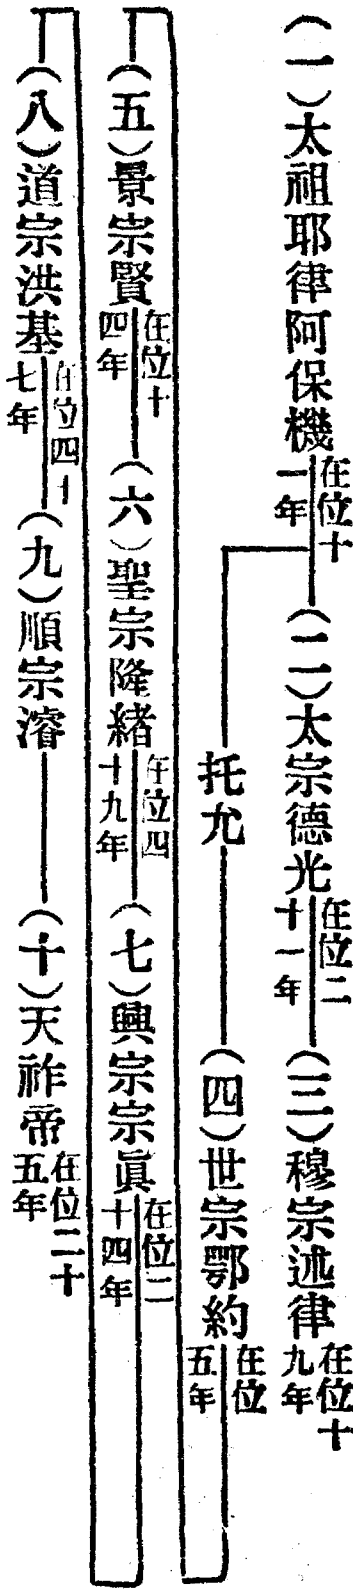 （一）太祖耶律阿保機 在位十一年
（二）太宗德光 在位二十一年
（三）穆宗述律 在位十九年
托允
（四）世宗鄂約 在位五年
（五）景宗賢 在位十四年
（六）聖宗隆緒 在位四十九年
（七）興宗宗眞 在位二十四年
（八）道宗洪基 在位四十七年
（九）順宗濬
（十）天祚帝 在位二十五年